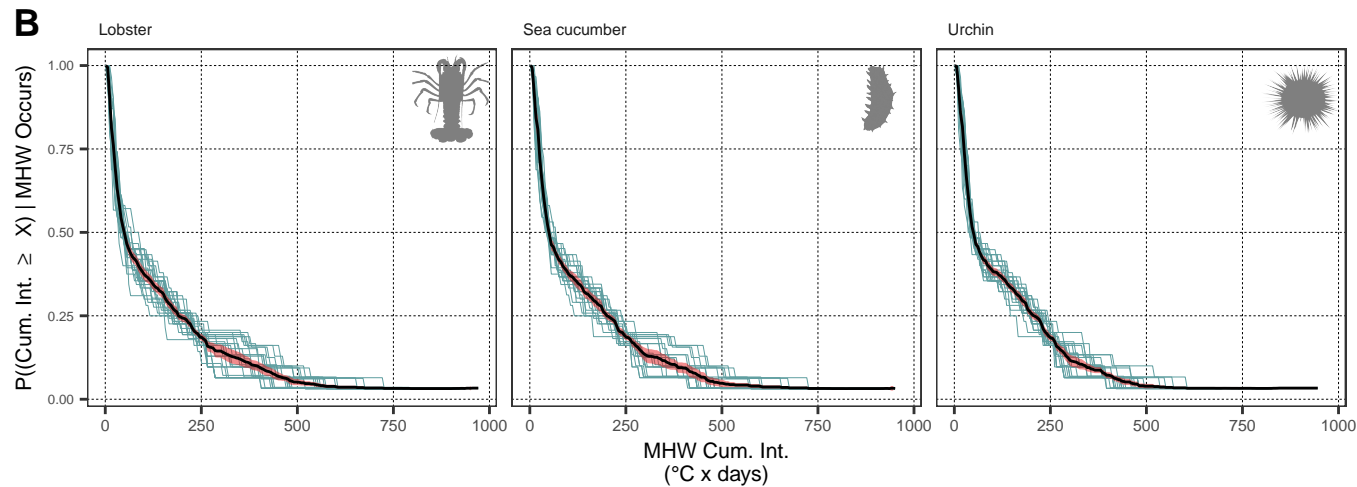 B
Lobster
Sea cucumber
Urchin
P((Cum. Int. ≥ X) | MHW Occurs)
1.00
0.75
0.50
0.25
0.00
0 250 500 750 1000
0 250 500 750 1000
0 250 500 750 1000
MHW Cum. Int.
(°C x days)